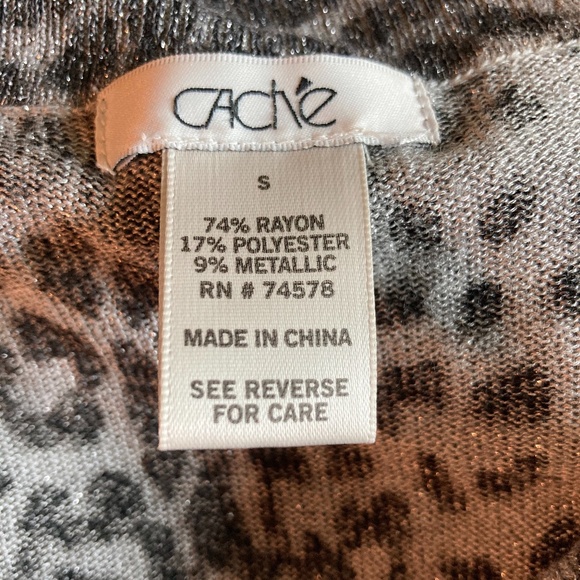 CACHÉ
S
74% RAYON
17% POLYESTER
9% METALLIC
RN # 74578
MADE IN CHINA
SEE REVERSE
FOR CARE